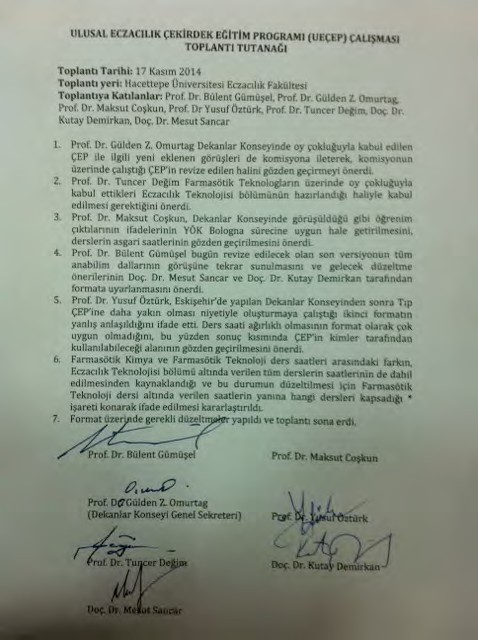 ULUSAL ECZACILIK ÇEKİRDEK EĞİTİM PROGRAMI (UEÇEP) ÇALIŞMASI
TOPLANTI TUTANAĞI
Toplantı Tarihi: 17 Kasım 2014
Toplantı yeri: Hacettepe Üniversitesi Eczacılık Fakültesi
Toplantıya Katılanlar: Prof. Dr. Bülent Gümüşel, Prof. Dr. Gülden Z. Omurtag,
Prof. Dr. Maksut Coşkun, Prof. Dr Yusuf Öztürk, Prof. Dr. Tuncer Değim, Doç. Dr.
Kutay Demirkan, Doç. Dr. Mesut Sancar
1. Prof. Dr. Gülden Z. Omurtag Dekanlar Konseyinde oy çokluğuyla kabul edilen
ÇEP ile ilgili yeni eklenen görüşleri de komisyona ileterek, komisyonun
üzerinde çalıştığı ÇEP'in revize edilen halini gözden geçirmeyi önerdi.
2. Prof. Dr. Tuncer Değim Farmasötik Teknologların üzerinde oy çokluğuyla
kabul ettikleri Eczacılık Teknolojisi bölümünün hazırladığı haliyle kabul
edilmesi gerektiğini önerdi.
3. Prof. Dr. Maksut Coşkun, Dekanlar Konseyinde görüşüldüğü gibi öğrenim
çıktılarının ifadelerinin YÖK Bologna sürecine uygun hale getirilmesini,
derslerin asgari saatlerinin gözden geçirilmesini önerdi.
4. Prof. Dr. Bülent Gümüşel bugün revize edilecek olan son versiyonun tüm
anabilim dallarının görüşüne tekrar sunulmasını ve gelecek düzeltme
önerilerinin Doç. Dr. Mesut Sancar ve Doç. Dr. Kutay Demirkan tarafından
formata uyarlanmasını önerdi.
5. Prof. Dr. Yusuf Öztürk, Eskişehir'de yapılan Dekanlar Konseyinden sonra Tıp
ÇEP'ine daha yakın olması niyetiyle oluşturmaya çalıştığı ikinci formatın
yanlış anlaşıldığını ifade etti. Ders saati ağırlıklı olmasının format olarak çok
uygun olmadığını, bu yüzden sonuç kısmında ÇEP'in kimler tarafından
kullanılabileceği alanının gözden geçirilmesini önerdi.
6. Farmasötik Kimya ve Farmasötik Teknoloji ders saatleri arasındaki farkın,
Eczacılık Teknolojisi bölümü altında verilen tüm derslerin saatlerinin de dahil
edilmesinden kaynaklandığı ve bu durumun düzeltilmesi için Farmasötik
Teknoloji dersi altında verilen saatlerin yanına hangi dersleri kapsadığı *
işareti konarak ifade edilmesi kararlaştırıldı.
7. Format üzerinde gerekli düzeltmeler yapıldı ve toplantı sona erdi.
Prof. Dr. Bülent Gümüşel
Prof. Dr. Maksut Coşkun
Prof. Dr. Gülden Z. Omurtag
(Dekanlar Konseyi Genel Sekreteri)
Prof. Dr. Yusuf Öztürk
Prof. Dr. Tuncer Değim
Doç. Dr. Kutay Demirkan
Doç. Dr. Mesut Sancar